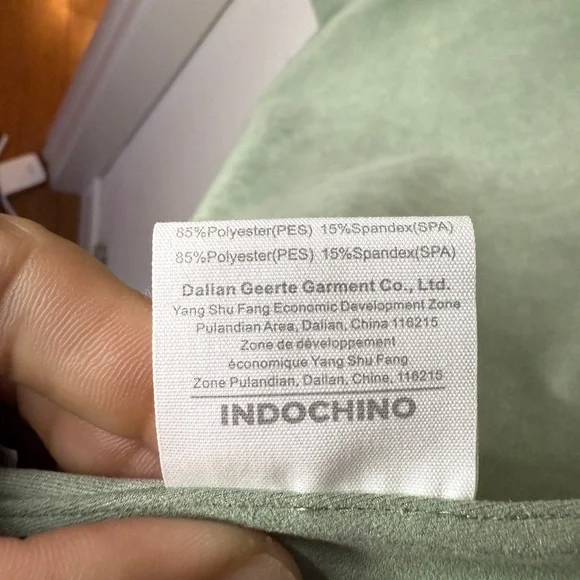 85%Polyester(PES) 15%Spandex(SPA)
85%Polyester(PES) 15%Spandex(SPA)
Dalian Geerte Garment Co., Ltd.
Yang Shu Fang Economic Development Zone
Pulandian Area, Dalian, China 116215
Zone de développement
économique Yang Shu Fang
Zone Pulandian, Dalian, Chine, 116215
INDOCHINO